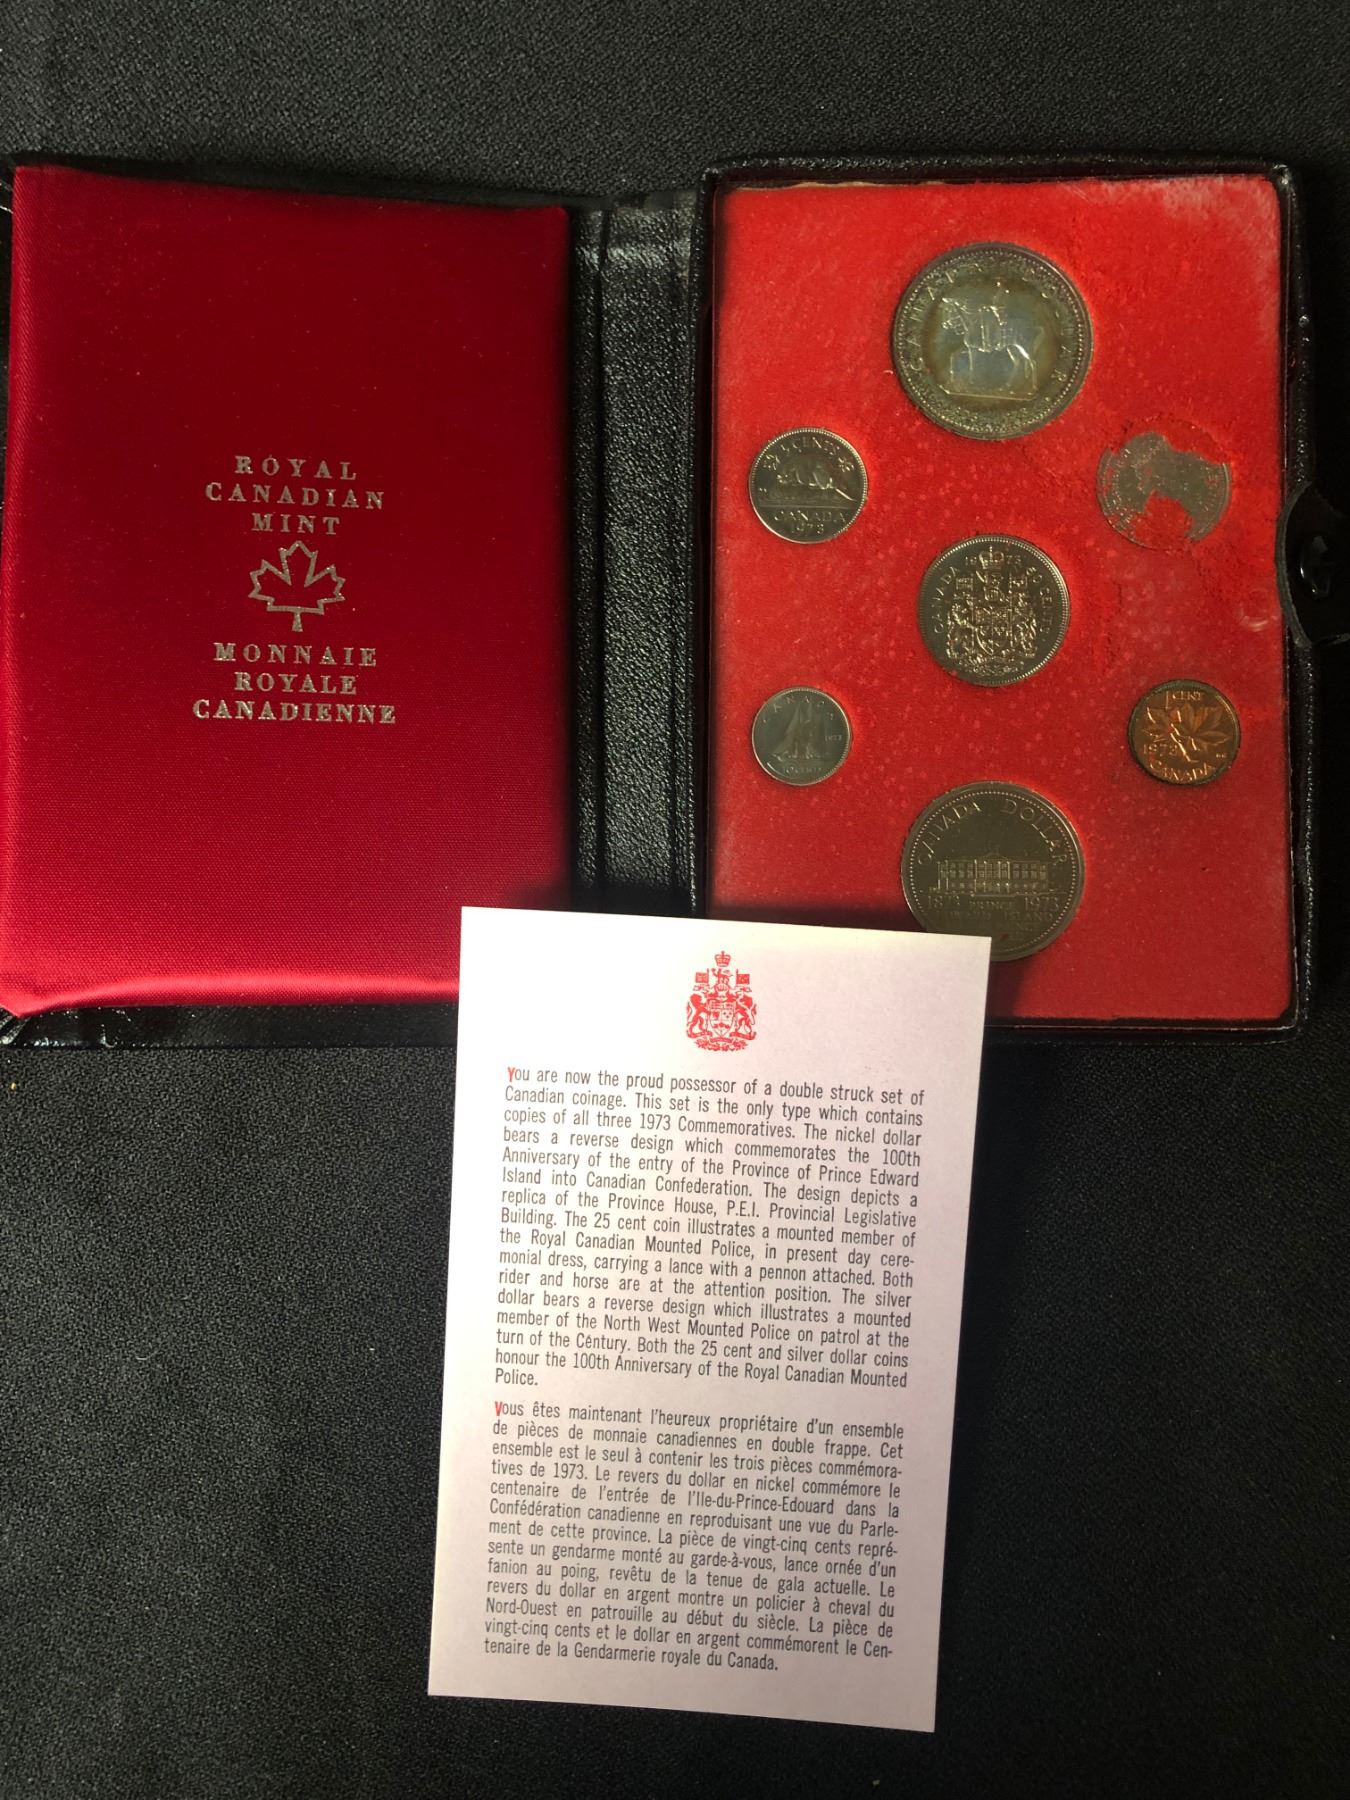 ROYAL
CANADIAN
MINT
MONNAIE
ROYALE
CANADIENNE
5 CENTS
CANADA
1973
CANADA 1973 50 CENTS
CANADA
1973
1 CENT
1973
CANADA
CANADA DOLLAR
1873 PRINCE 1973
EDWARD ISLAND
You are now the proud possessor of a double struck set of
Canadian coinage. This set is the only type which contains
copies of all three 1973 Commemoratives. The nickel dollar
bears a reverse design which commemorates the 100th
Anniversary of the entry of the Province of Prince Edward
Island into Canadian Confederation. The design depicts a
replica of the Province House, P.E.I. Provincial Legislative
Building. The 25 cent coin illustrates a mounted member of
the Royal Canadian Mounted Police, in present day cere-
monial dress, carrying a lance with a pennon attached. Both
rider and horse are at the attention position. The silver
dollar bears a reverse design which illustrates a mounted
member of the North West Mounted Police on patrol at the
turn of the Century. Both the 25 cent and silver dollar coins
honour the 100th Anniversary of the Royal Canadian Mounted
Police.
Vous êtes maintenant l'heureux propriétaire d'un ensemble
de pièces de monnaie canadiennes en double frappe. Cet
ensemble est le seul à contenir les trois pièces commémora-
tives de 1973. Le revers du dollar en nickel commémore le
centenaire de l'entrée de l'Ile-du-Prince-Edouard dans la
Confédération canadienne en reproduisant une vue du Parle-
ment de cette province. La pièce de vingt-cinq cents repré-
sente un gendarme monté au garde-à-vous, lance ornée d'un
fanion au poing, revêtu de la tenue de gala actuelle. Le
revers du dollar en argent montre un policier à cheval du
Nord-Ouest en patrouille au début du siècle. La pièce de
vingt-cinq cents et le dollar en argent commémorent le Cen-
tenaire de la Gendarmerie royale du Canada.